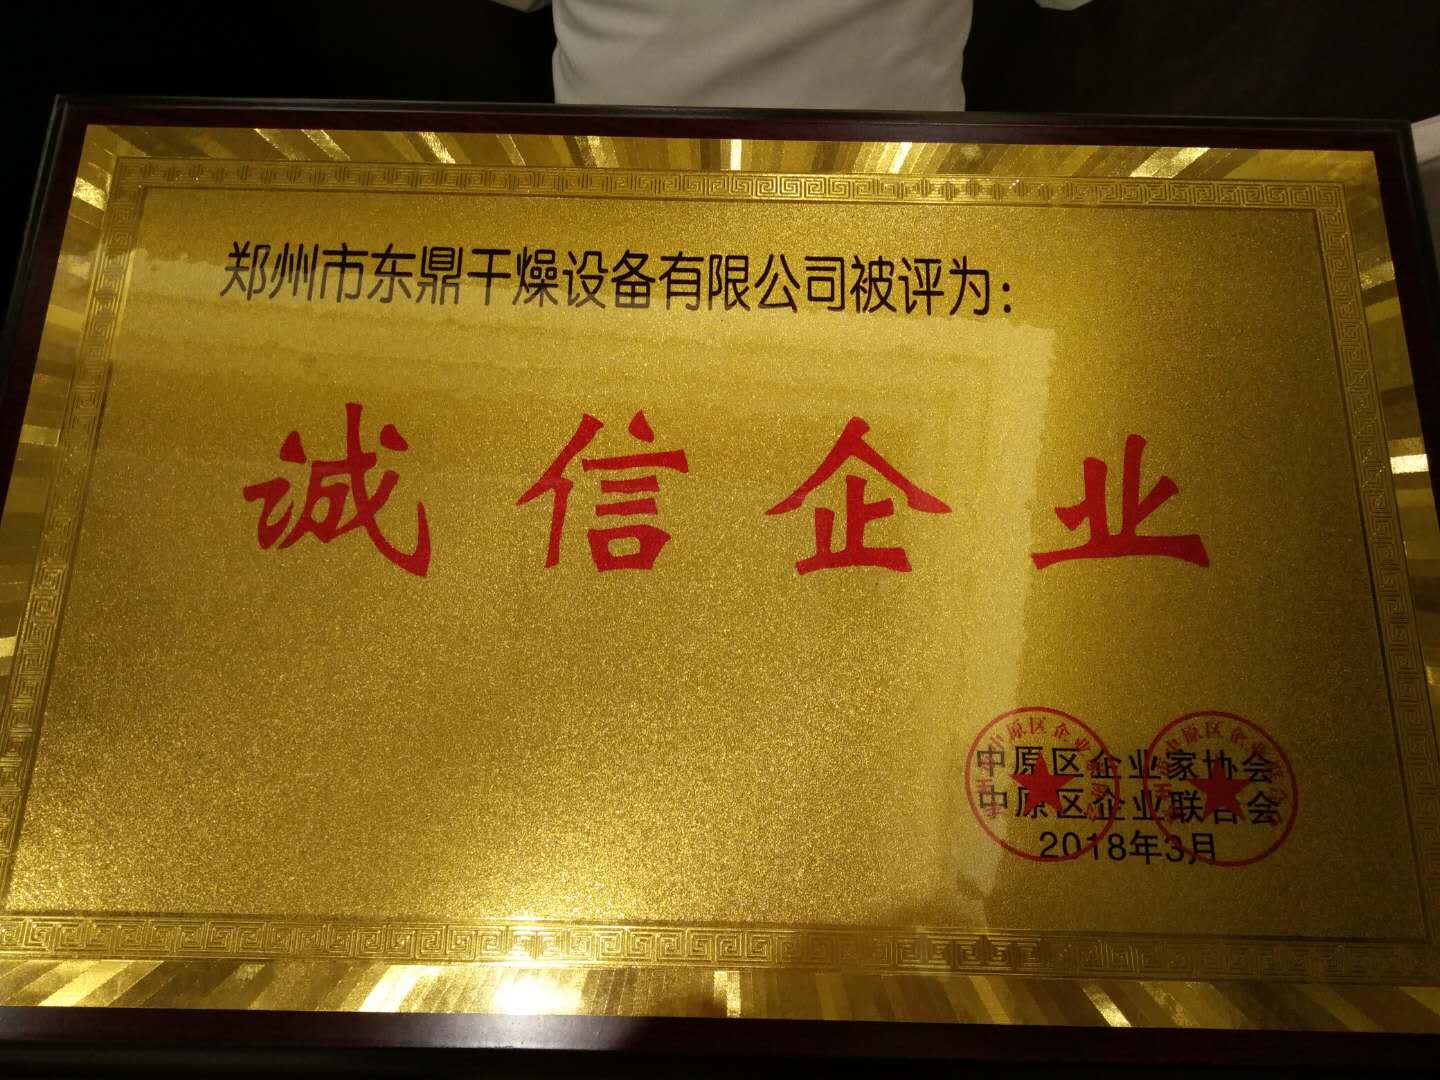 郑州市东鼎干燥设备有限公司被评为：
诚信企业
中原区企业家协会
中原区企业联合会
2018年3月